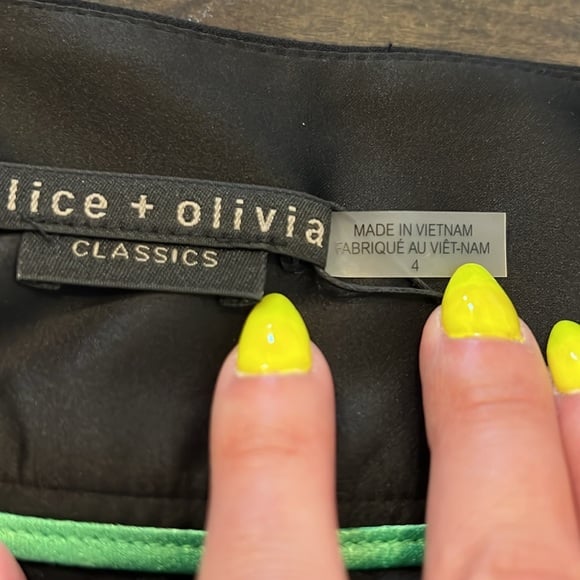 lice + olivia
CLASSICS
MADE IN VIETNAM
FABRIQUÉ AU VIÊT-NAM
4